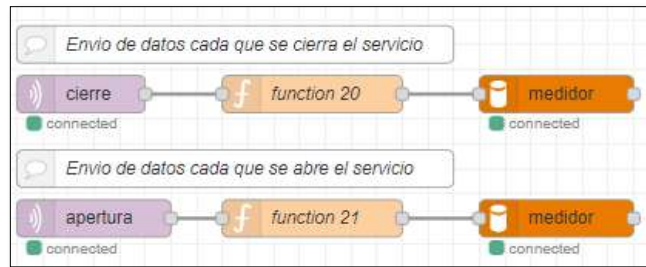 Envio de datos cada que se cierra el servicio
cierre function 20 medidor
connected connected
Envio de datos cada que se abre el servicio
apertura function 21 medidor
connected connected